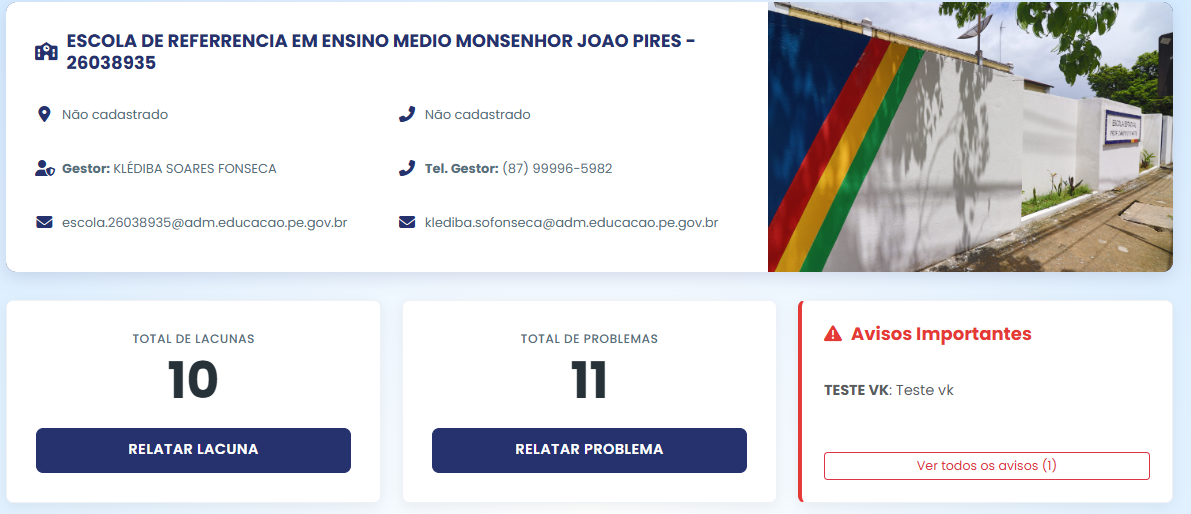 ESCOLA DE REFERRENCIA EM ENSINO MEDIO MONSENHOR JOAO PIRES -
26038935
Não cadastrado
Não cadastrado
Gestor: KLÉDIBA SOARES FONSECA
Tel. Gestor: (87) 99996-5982
escola.26038935@adm.educacao.pe.gov.br
klediba.sofonseca@adm.educacao.pe.gov.br
ESCOLA ESTADUAL
TOTAL DE LACUNAS
10
RELATAR LACUNA
TOTAL DE PROBLEMAS
11
RELATAR PROBLEMA
Avisos Importantes
TESTE VK: Teste vk
Ver todos os avisos (1)